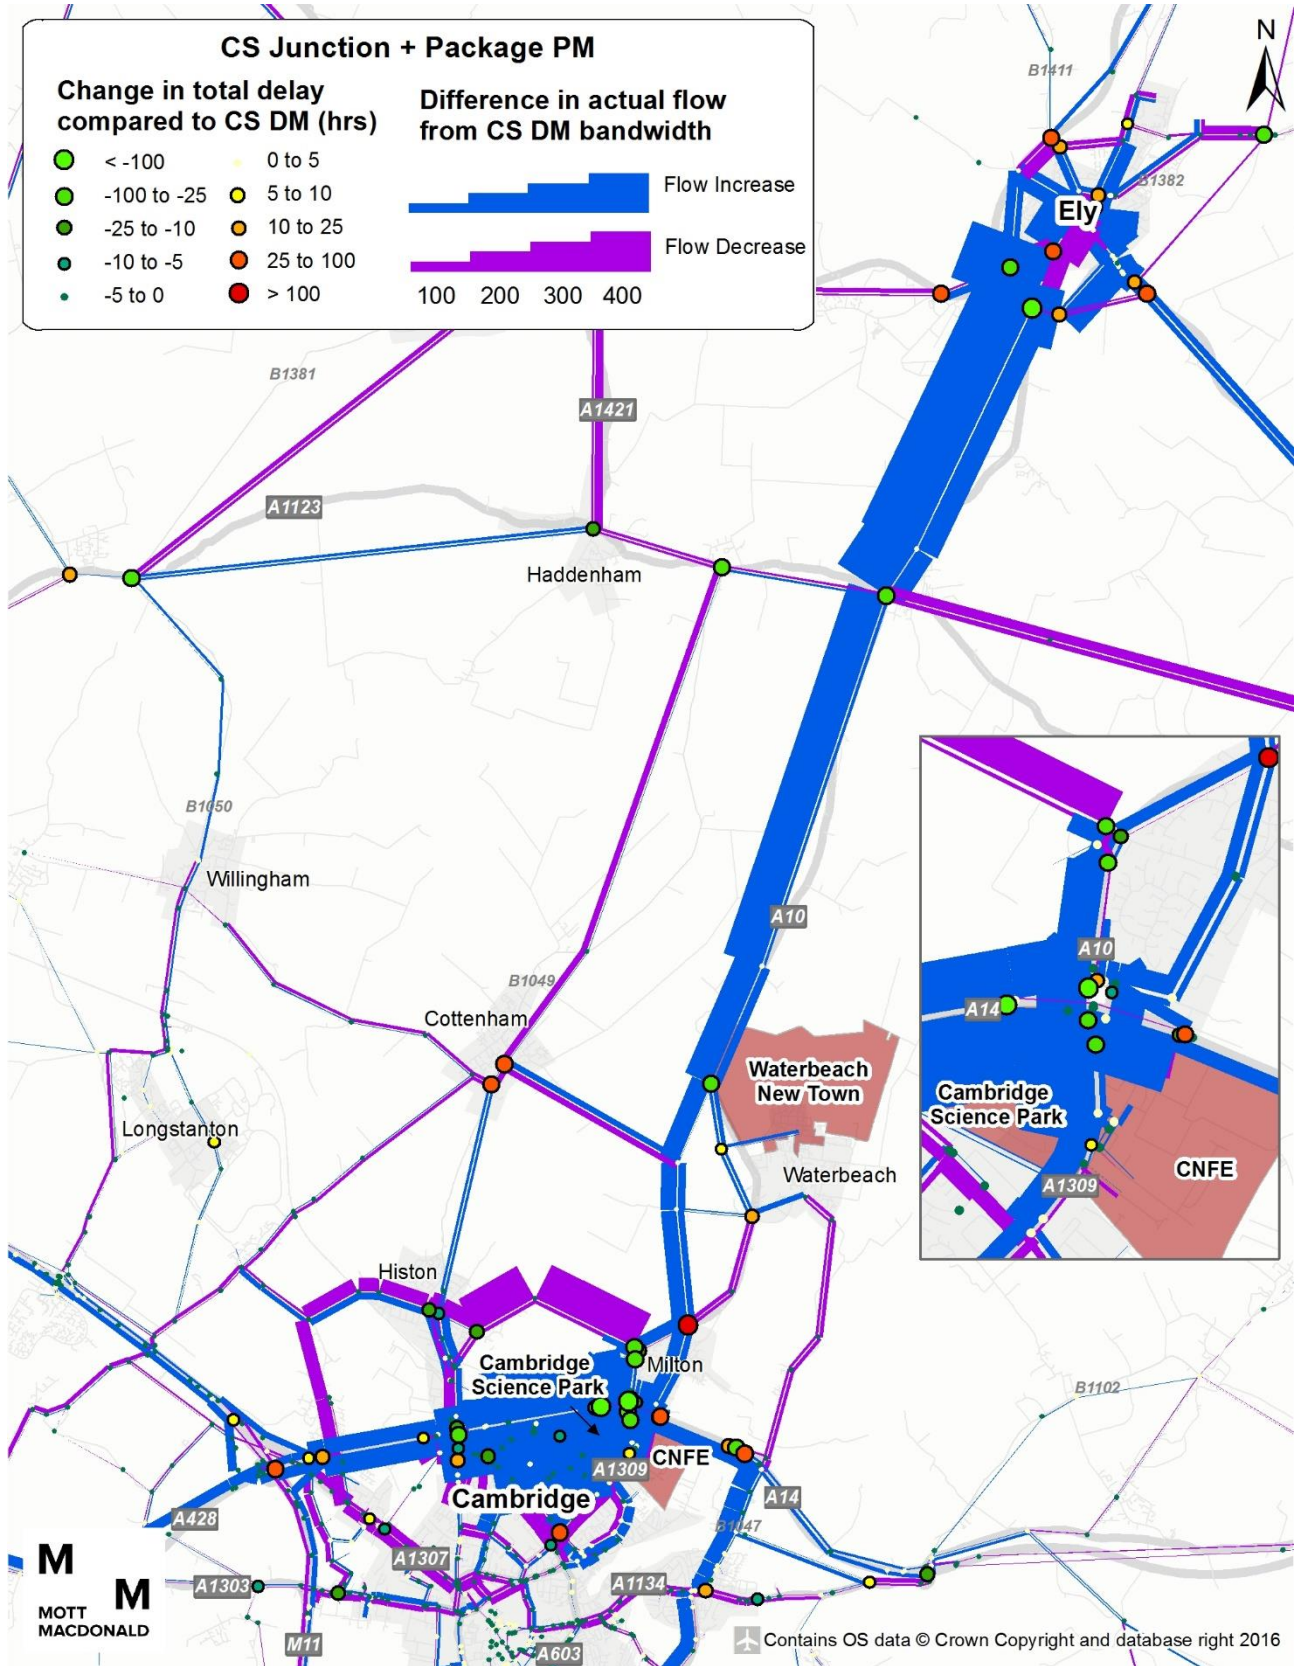 CS Junction + Package PM
Change in total delay
compared to CS DM (hrs)
< -100
-100 to -25
-25 to -10
-10 to -5
-5 to 0
0 to 5
5 to 10
10 to 25
25 to 100
> 100
Difference in actual flow
from CS DM bandwidth
Flow Increase
Flow Decrease
100 200 300 400
N
B1411
B1382
Ely
B1381
A1421
A1123
Haddenham
B1050
Willingham
A10
B1049
Cottenham
Waterbeach
New Town
Longstanton
Waterbeach
Histon
Cambridge
Science Park
Milton
B1102
CNFE
A1309
Cambridge
A14
A428
B1047
A1307
A1303
A1134
M11
A603
A10
A14
Cambridge
Science Park
CNFE
A1309
M
M
MOTT
MACDONALD
Contains OS data © Crown Copyright and database right 2016